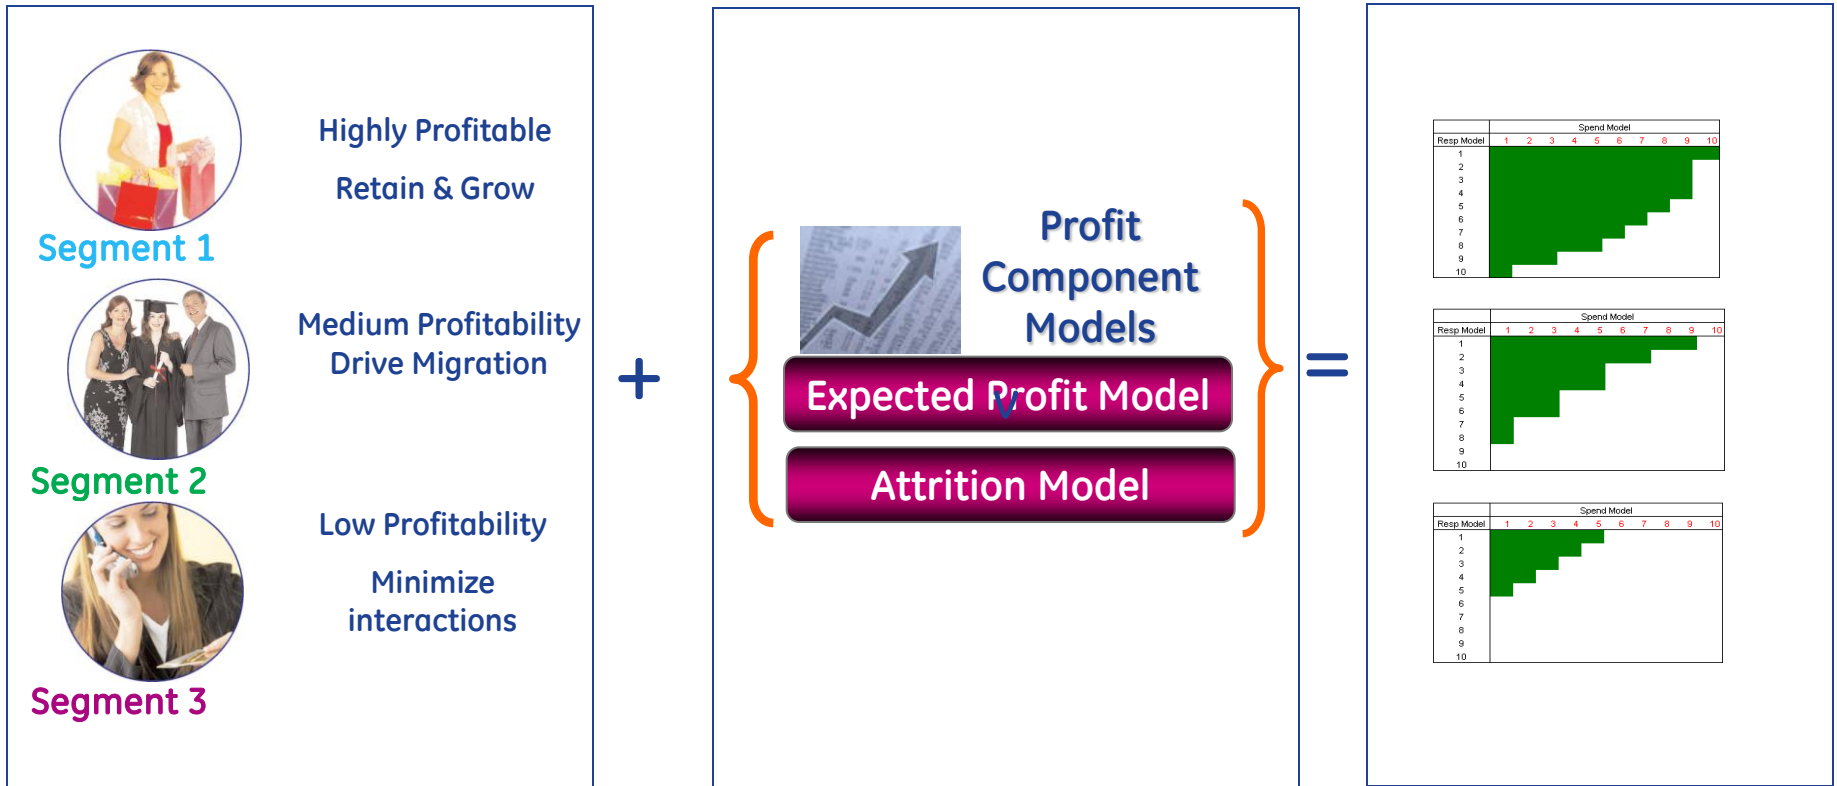 Highly Profitable
Retain & Grow
Segment 1
Medium Profitability
Drive Migration
Segment 2
Low Profitability
Minimize
interactions
Segment 3
+
Profit
Component
Models
Expected Profit Model
v
Attrition Model
=
Spend Model
Resp Model 1 2 3 4 5 6 7 8 9 10
1
2
3
4
5
6
7
8
9
10
Spend Model
Resp Model 1 2 3 4 5 6 7 8 9 10
1
2
3
4
5
6
7
8
9
10
Spend Model
Resp Model 1 2 3 4 5 6 7 8 9 10
1
2
3
4
5
6
7
8
9
10